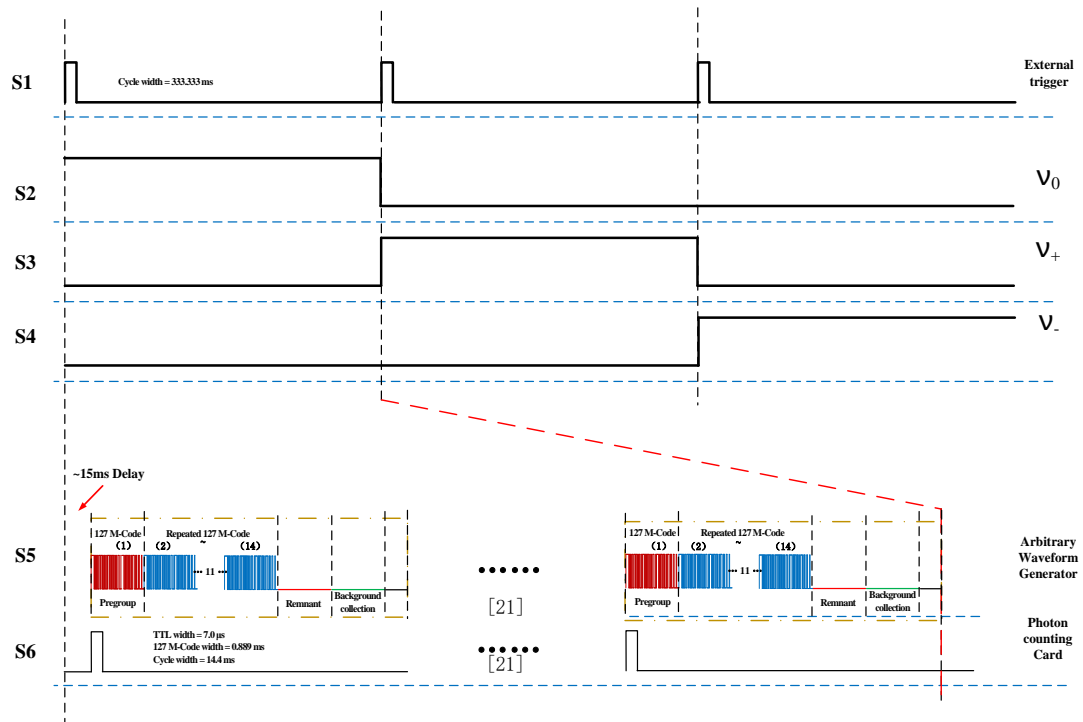 S1
Cycle width = 333.333 ms
External
trigger
S2
ν0
S3
ν+
S4
ν-
~15ms Delay
S5
127 M-Code
(1)
Repeated 127 M-Code
(2) ~ (14)
... 11 ...
Pregroup
Remnant
Background
collection
......
[21]
127 M-Code
(1)
Repeated 127 M-Code
(2) ~ (14)
... 11 ...
Pregroup
Remnant
Background
collection
Arbitrary
Waveform
Generator
S6
TTL width = 7.0 μs
127 M-Code width = 0.889 ms
Cycle width = 14.4 ms
......
[21]
Photon
counting
Card